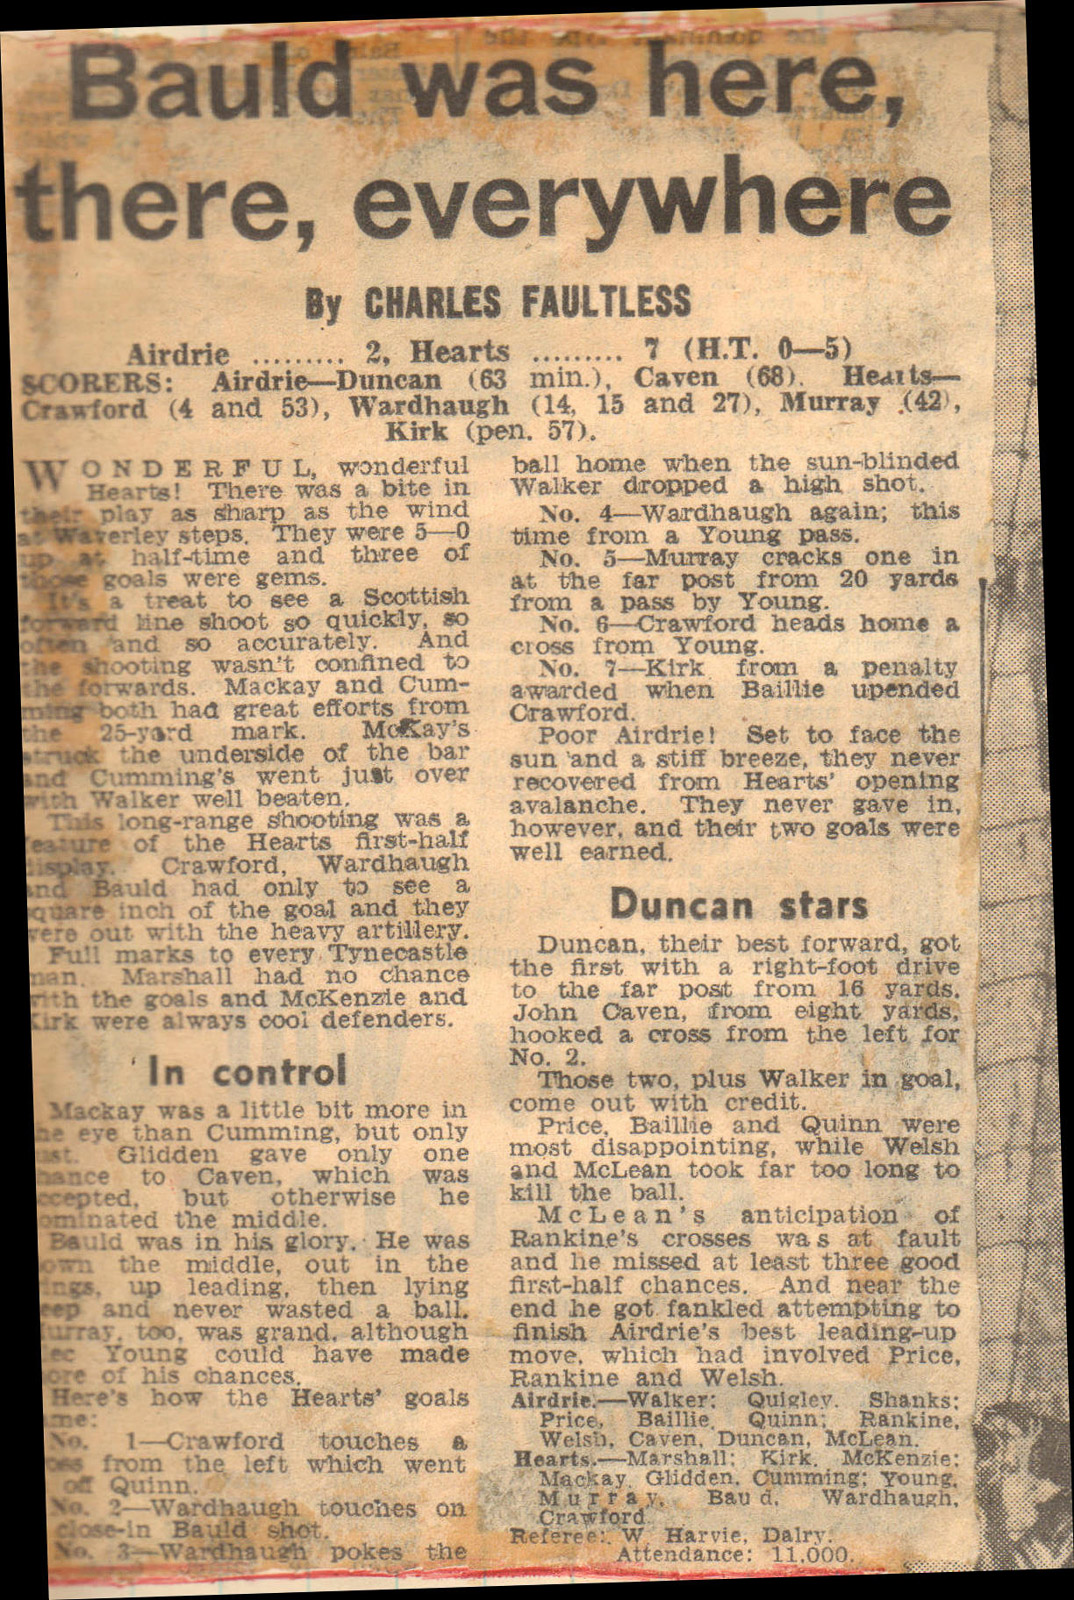 Bauld was here,
there, everywhere
By CHARLES FAULTLESS
Airdrie ......... 2, Hearts ......... 7 (H.T. 0—5)
SCORERS: Airdrie—Duncan (63 min.), Caven (68). Hearts—
Crawford (4 and 53), Wardhaugh (14, 15 and 27), Murray (42),
Kirk (pen. 57).
WONDERFUL, wonderful
Hearts! There was a bite in
their play as sharp as the wind
at Waverley steps. They were 5—0
up at half-time and three of
those goals were gems.
It's a treat to see a Scottish
forward line shoot so quickly, so
often and so accurately. And
the shooting wasn't confined to
the forwards. Mackay and Cum-
ming both had great efforts from
the 25-yard mark. McKay's
struck the underside of the bar
and Cumming's went just over
with Walker well beaten.
This long-range shooting was a
feature of the Hearts first-half
display. Crawford, Wardhaugh
and Bauld had only to see a
square inch of the goal and they
were out with the heavy artillery.
Full marks to every Tynecastle
man. Marshall had no chance
with the goals and McKenzie and
Kirk were always cool defenders.
In control
Mackay was a little bit more in
he eye than Cumming, but only
ust. Glidden gave only one
hance to Caven, which was
ccepted, but otherwise he
ominated the middle.
Bauld was in his glory. He was
own the middle, out in the
ings, up leading, then lying
eep and never wasted a ball.
urray, too, was grand, although
ec Young could have made
ore of his chances.
Here's how the Hearts' goals
me:
No. 1—Crawford touches a
oss from the left which went
off Quinn.
No. 2—Wardhaugh touches on
close-in Bauld shot.
No. 3—Wardhaugh pokes the
ball home when the sun-blinded
Walker dropped a high shot.
No. 4—Wardhaugh again; this
time from a Young pass.
No. 5—Murray cracks one in
at the far post from 20 yards
from a pass by Young.
No. 6—Crawford heads home a
cross from Young.
No. 7—Kirk from a penalty
awarded when Baillie upended
Crawford.
Poor Airdrie! Set to face the
sun and a stiff breeze, they never
recovered from Hearts' opening
avalanche. They never gave in,
however, and their two goals were
well earned.
Duncan stars
Duncan, their best forward, got
the first with a right-foot drive
to the far post from 16 yards.
John Caven, from eight yards,
hooked a cross from the left for
No. 2.
Those two, plus Walker in goal,
come out with credit.
Price, Baillie and Quinn were
most disappointing, while Welsh
and McLean took far too long to
kill the ball.
McLean's anticipation of
Rankine's crosses was at fault
and he missed at least three good
first-half chances. And near the
end he got fankled attempting to
finish Airdrie's best leading-up
move, which had involved Price,
Rankine and Welsh.
Airdrie.—Walker; Quigley, Shanks;
Price, Baillie, Quinn; Rankine,
Welsh, Caven, Duncan, McLean.
Hearts.—Marshall; Kirk, McKenzie;
Mackay, Glidden, Cumming; Young,
Murray, Bau d, Wardhaugh,
Crawford.
Referee: W. Harvie, Dalry.
Attendance: 11,000.